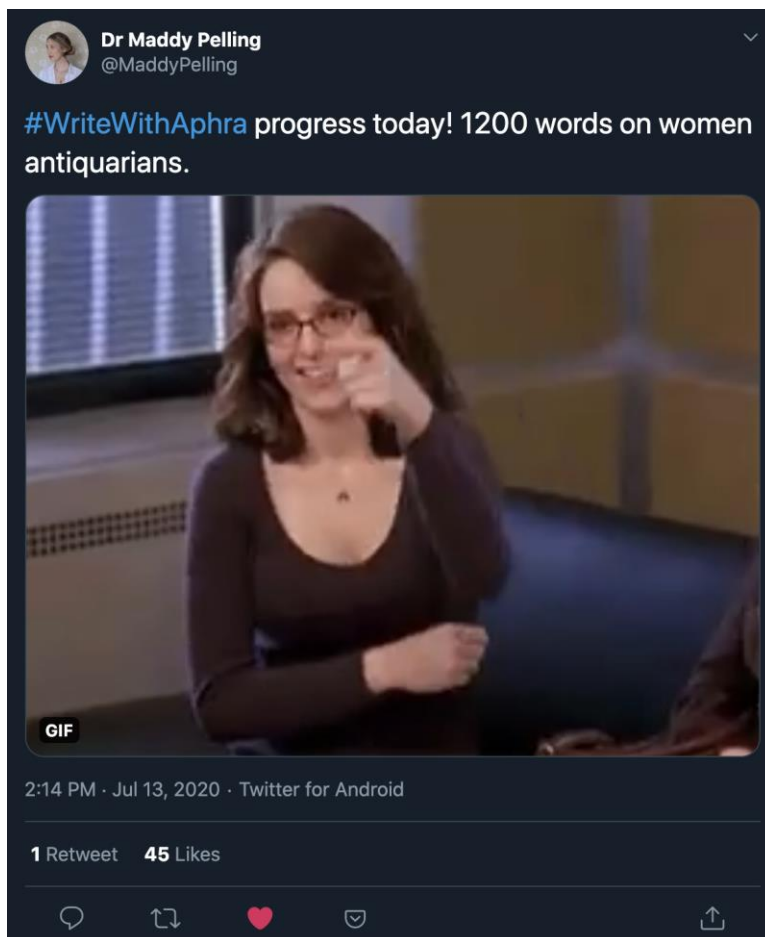 Dr Maddy Pelling
@MaddyPelling
#WriteWithAphra progress today! 1200 words on women
antiquarians.
GIF
2:14 PM · Jul 13, 2020 · Twitter for Android
1 Retweet 45 Likes